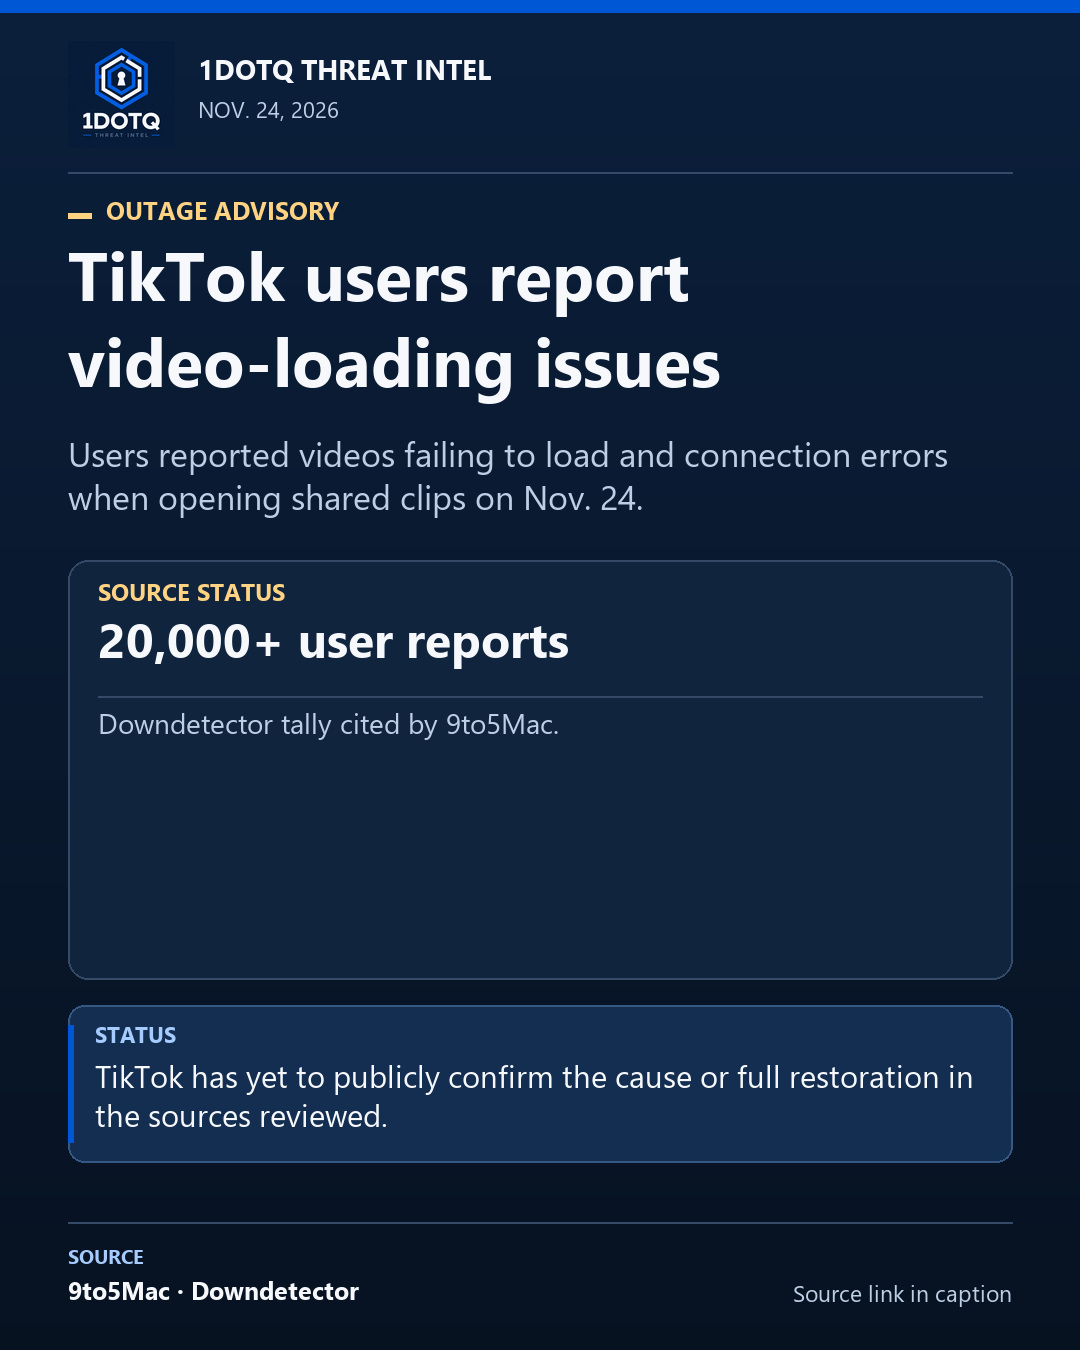 1DOTQ
THREAT INTEL
1DOTQ THREAT INTEL
NOV. 24, 2026
OUTAGE ADVISORY
TikTok users report
video-loading issues
Users reported videos failing to load and connection errors
when opening shared clips on Nov. 24.
SOURCE STATUS
20,000+ user reports
Downdetector tally cited by 9to5Mac.
STATUS
TikTok has yet to publicly confirm the cause or full restoration in
the sources reviewed.
SOURCE
9to5Mac · Downdetector
Source link in caption